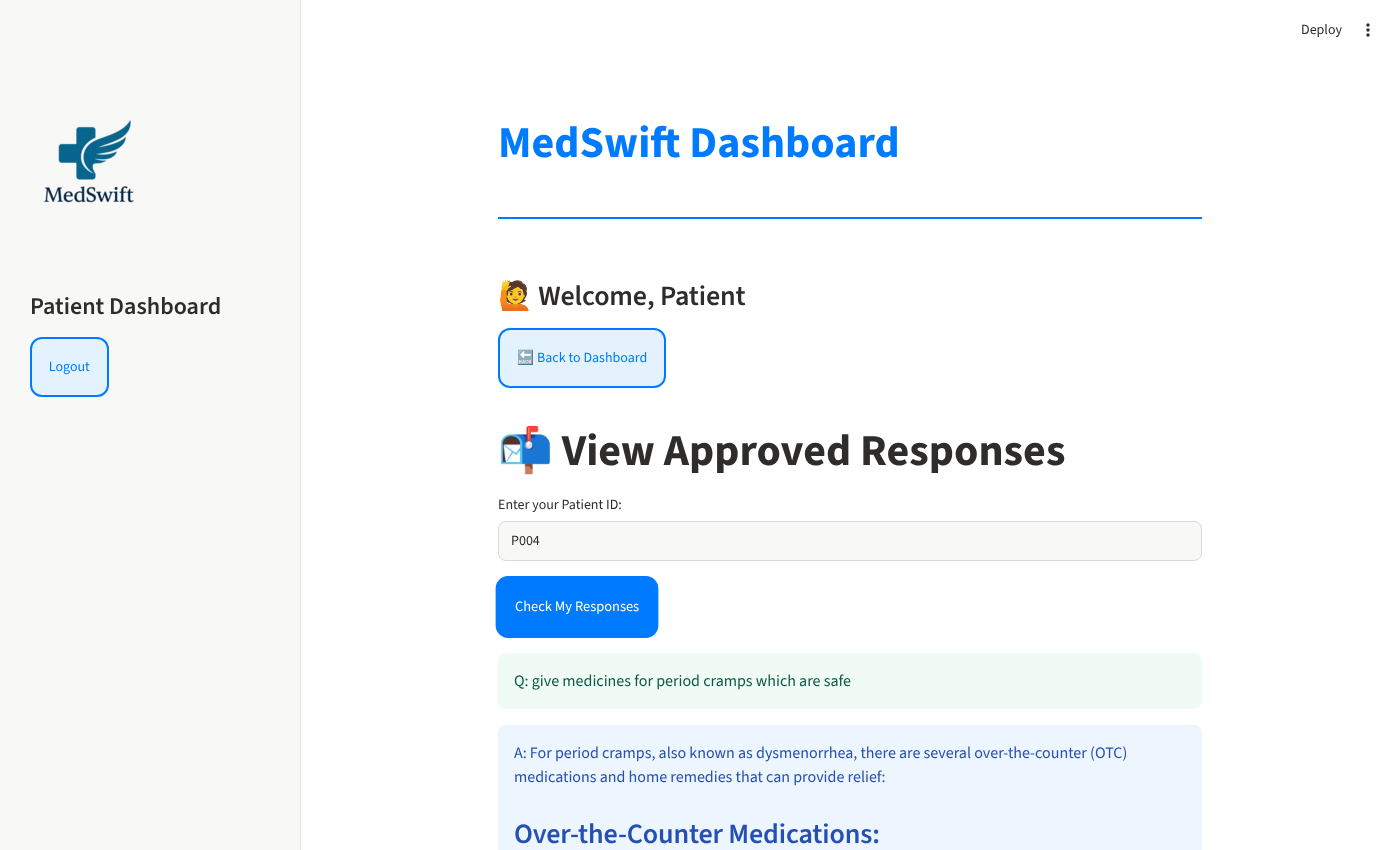 Deploy
MedSwift
Patient Dashboard
Logout
MedSwift Dashboard
🙋 Welcome, Patient
🔙 Back to Dashboard
📬 View Approved Responses
Enter your Patient ID:
P004
Check My Responses
Q: give medicines for period cramps which are safe
A: For period cramps, also known as dysmenorrhea, there are several over-the-counter (OTC)
medications and home remedies that can provide relief:
Over-the-Counter Medications: